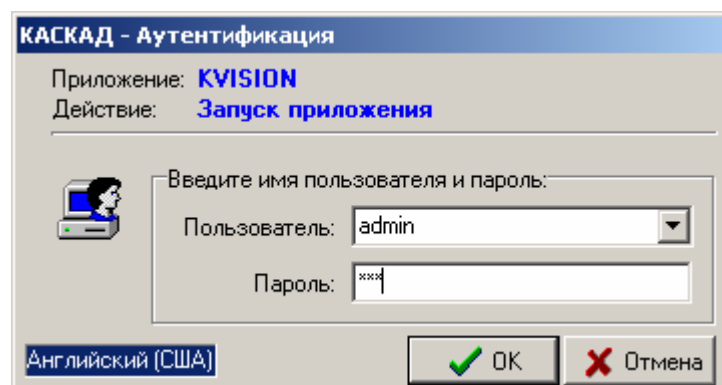 КАСКАД - Аутентификация
Приложение: KVISION
Действие: Запуск приложения
Введите имя пользователя и пароль:
Пользователь: admin
Пароль: ***
Английский (США) OK Отмена